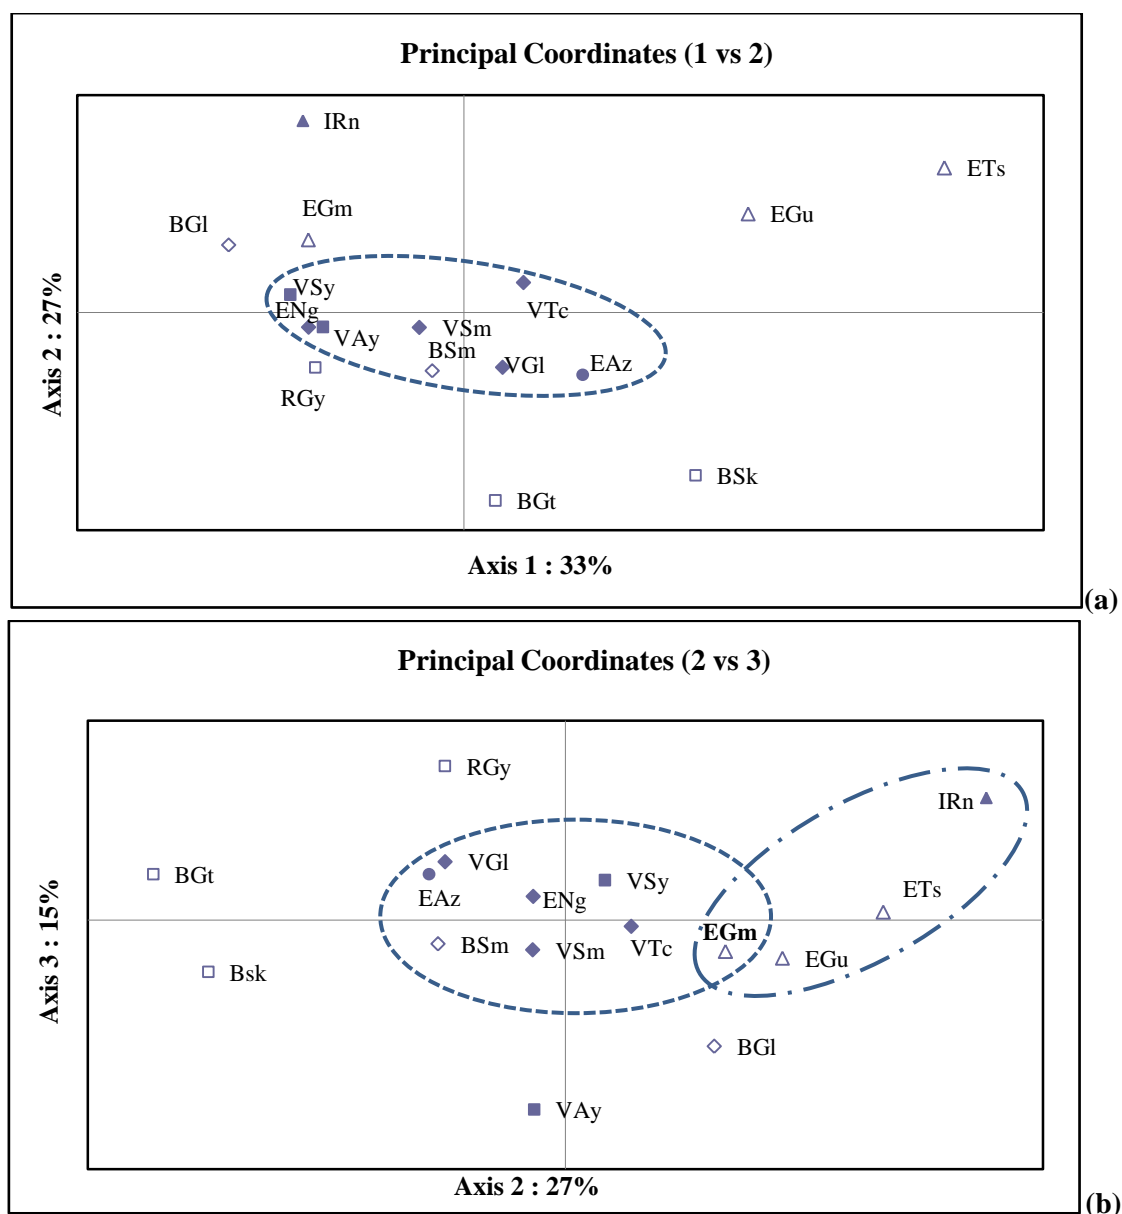 Principal Coordinates (1 vs 2)
IRn
ETs
EGm
EGu
BGl
VSy
ENg
VTc
VAy
VSm
BSm
VGl
EAz
RGy
BSk
BGt
Axis 2 : 27%
Axis 1 : 33%
(a)
Principal Coordinates (2 vs 3)
RGy
IRn
BGt
VGl
VSy
EAz
ENg
ETs
EGm
BSm
VSm
VTc
EGu
Bsk
BGl
VAy
Axis 3 : 15%
Axis 2 : 27%
(b)